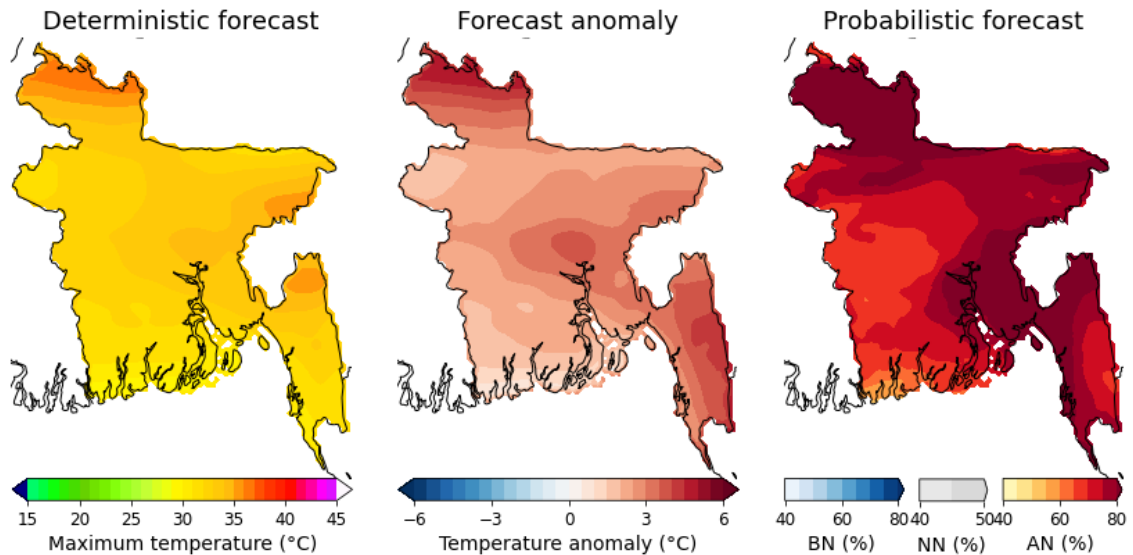 Deterministic forecast
Forecast anomaly
Probabilistic forecast
15 20 25 30 35 40 45
Maximum temperature (°C)
−6 −3 0 3 6
Temperature anomaly (°C)
40 60 80
BN (%)
40 50
NN (%)
40 60 80
AN (%)